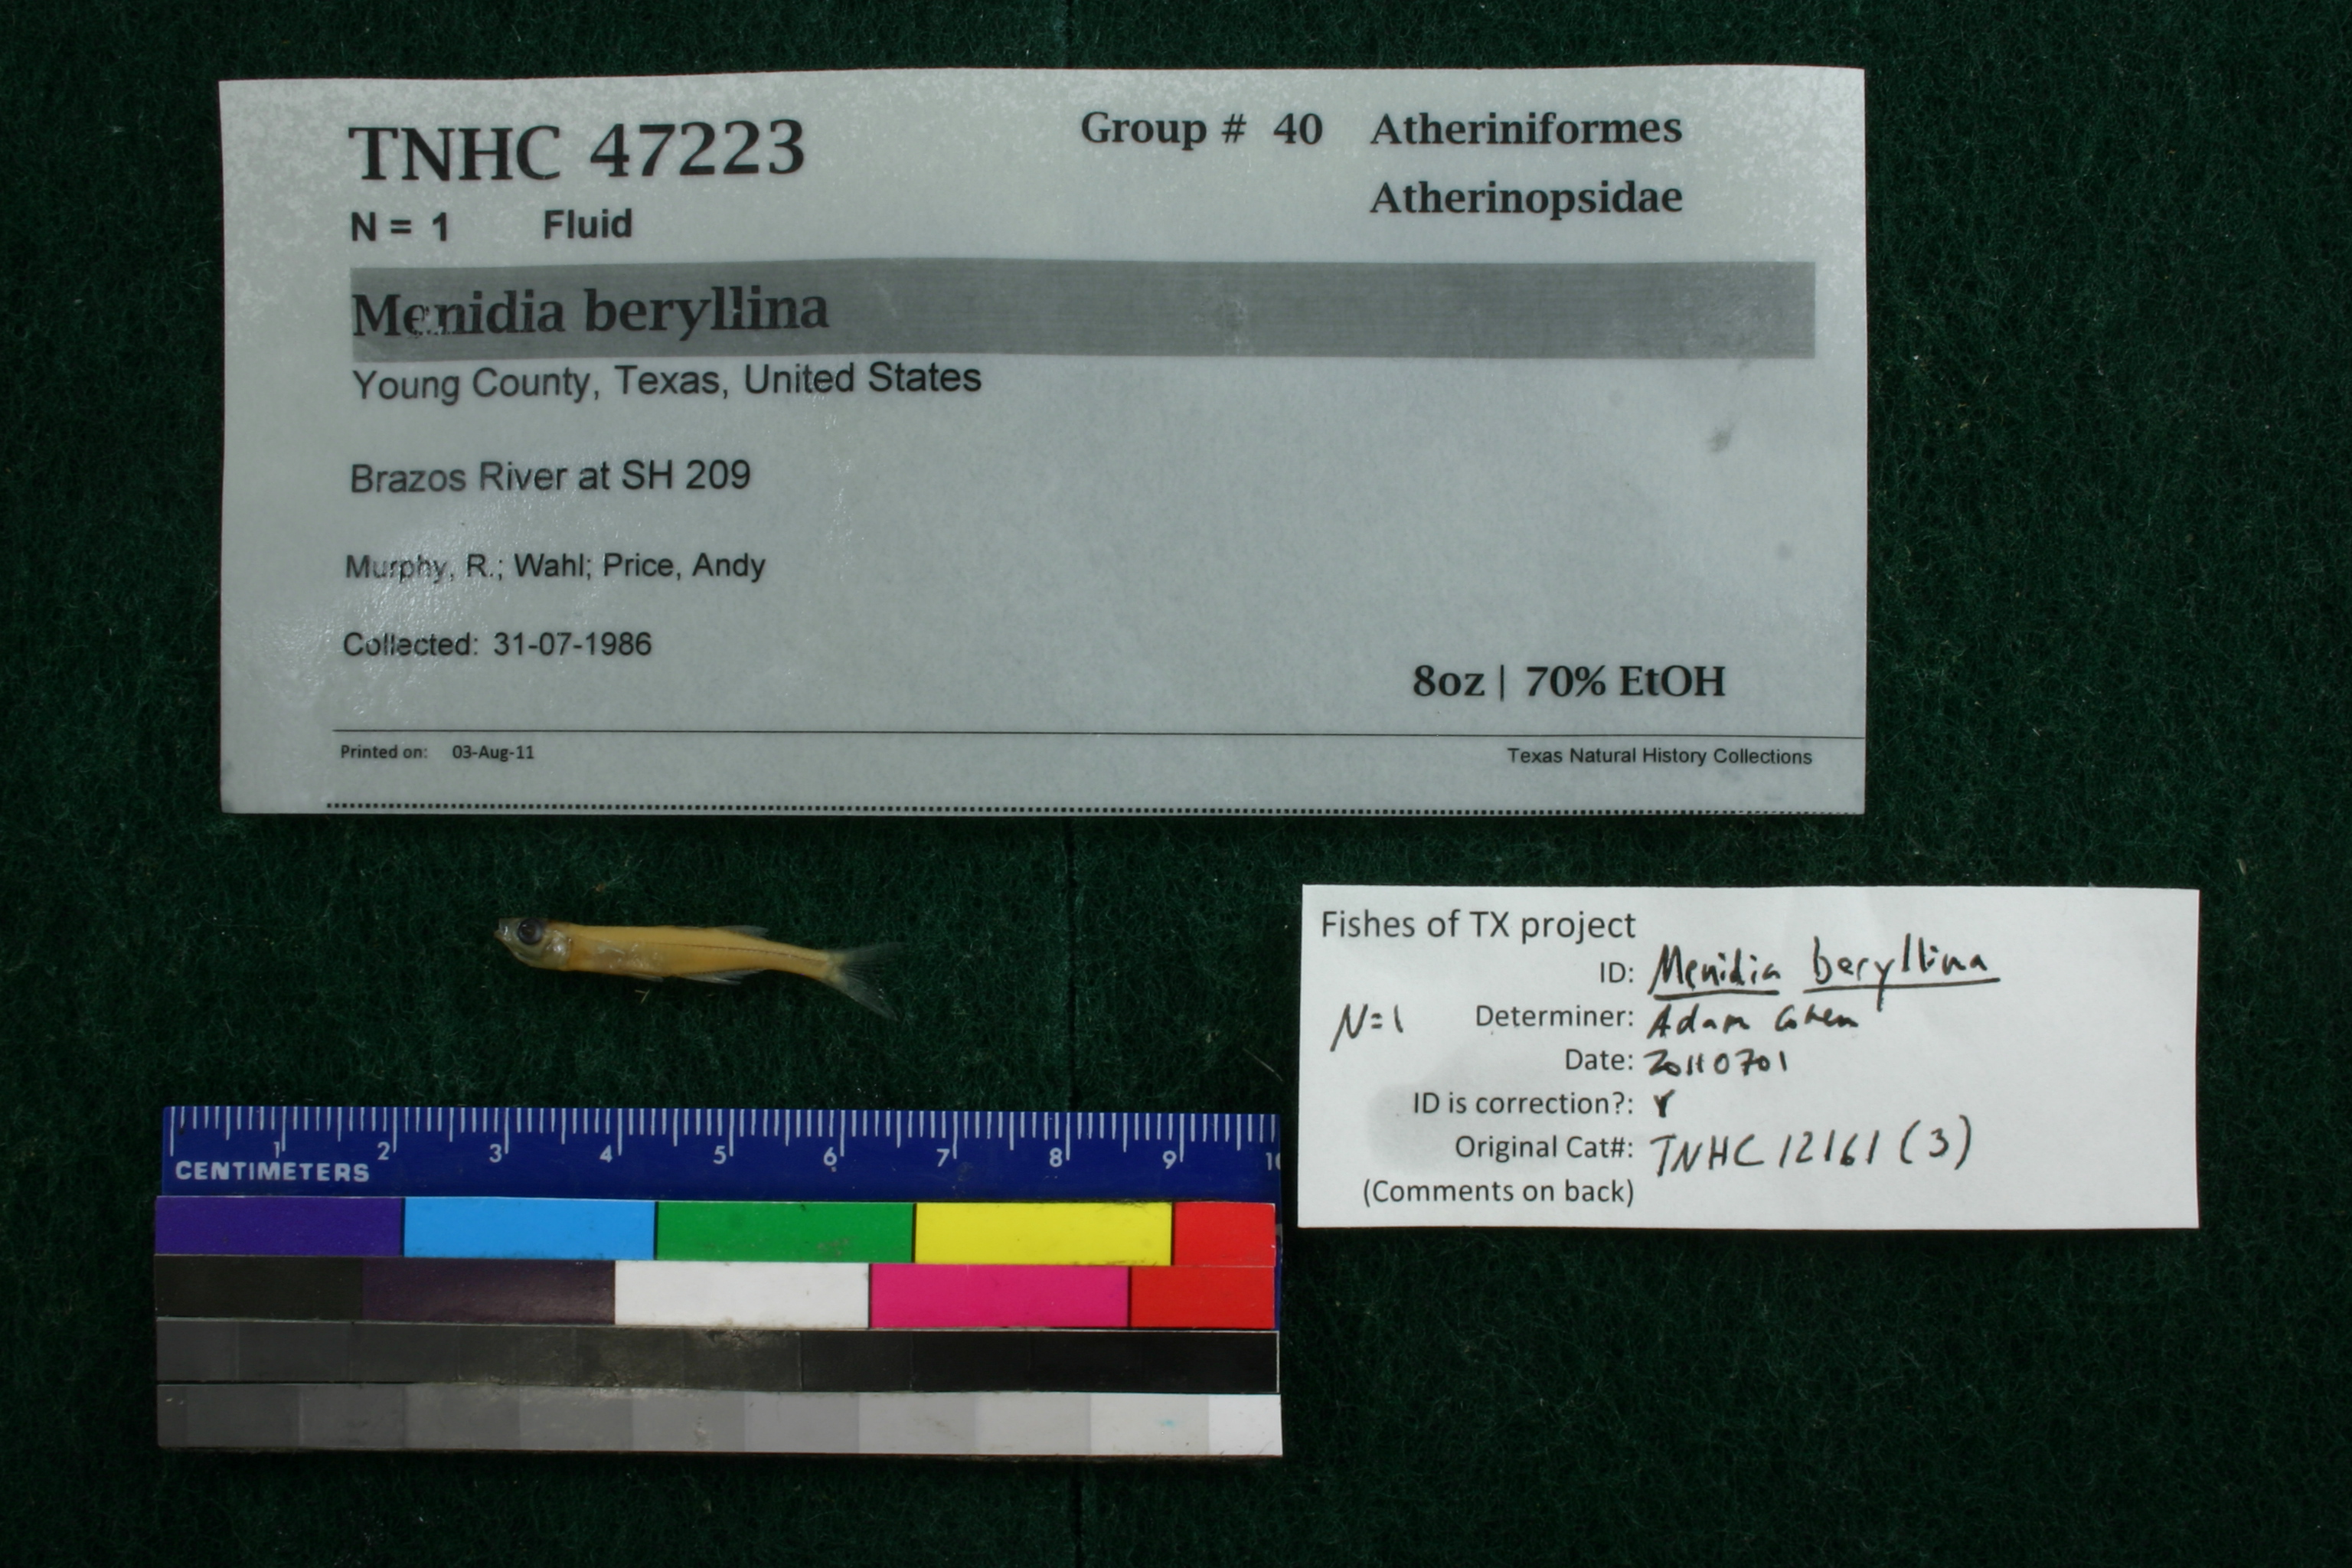 TNHC 47223
Group # 40 Atheriniformes
Atherinopsidae
N = 1 Fluid
Menidia beryllina
Young County, Texas, United States
Brazos River at SH 209
Murphy, R.; Wahl; Price, Andy
Collected: 31-07-1986
8oz | 70% EtOH
Printed on: 03-Aug-11
Texas Natural History Collections
Fishes of TX project
ID: Menidia beryllina
N=1
Determiner: Adam Cohen
Date: 20110701
ID is correction?: Y
Original Cat#: TNHC 12161 (3)
(Comments on back)
1 2 3 4 5 6 7 8 9 10
CENTIMETERS